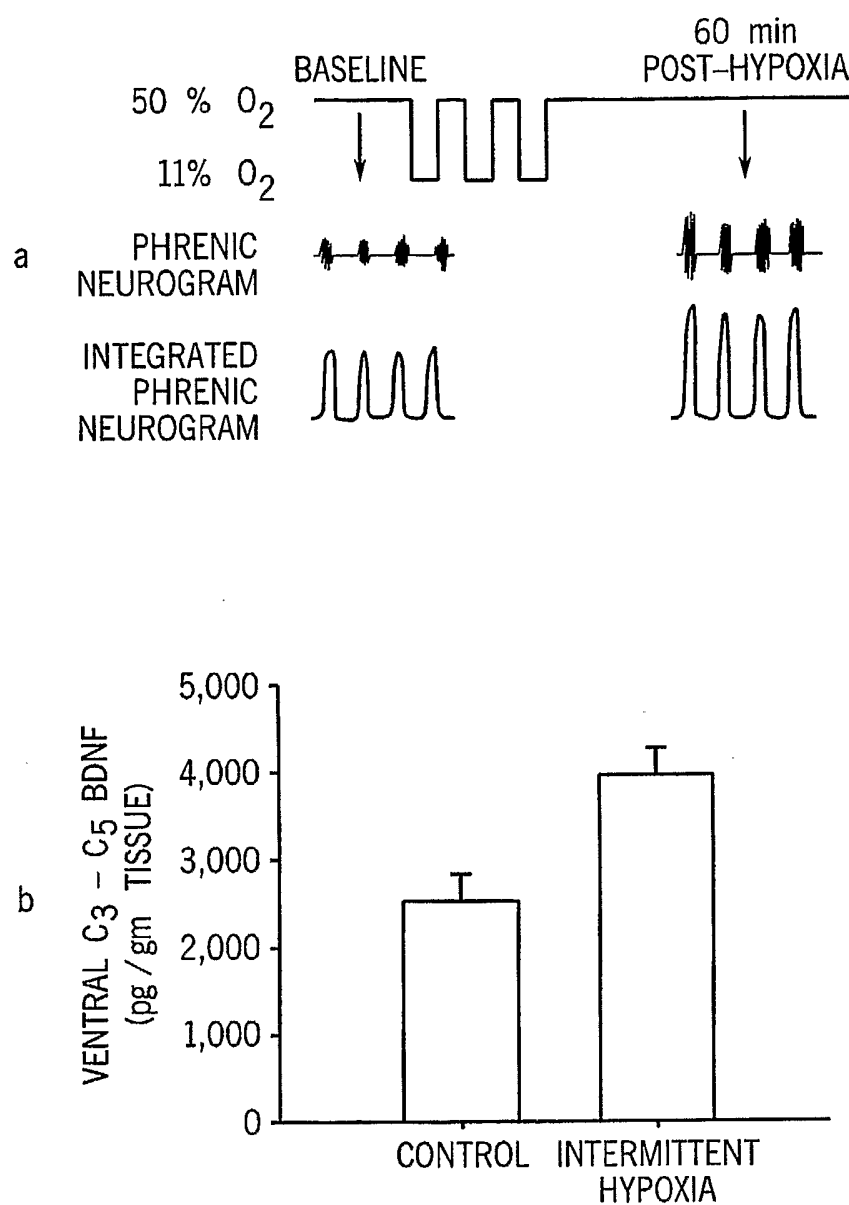 60 min
BASELINE POST-HYPOXIA
50 % O2
11% O2
a
PHRENIC
NEUROGRAM
INTEGRATED
PHRENIC
NEUROGRAM
b
VENTRAL C3 - C5 BDNF
(pg/gm TISSUE)
5,000
4,000
3,000
2,000
1,000
0
CONTROL INTERMITTENT
HYPOXIA